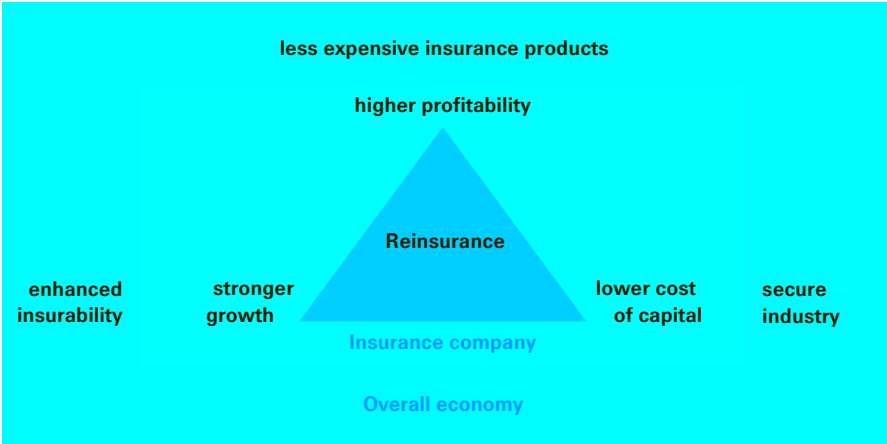 less expensive insurance products
higher profitability
Reinsurance
enhanced
insurability
stronger
growth
lower cost
of capital
secure
industry
Insurance company
Overall economy